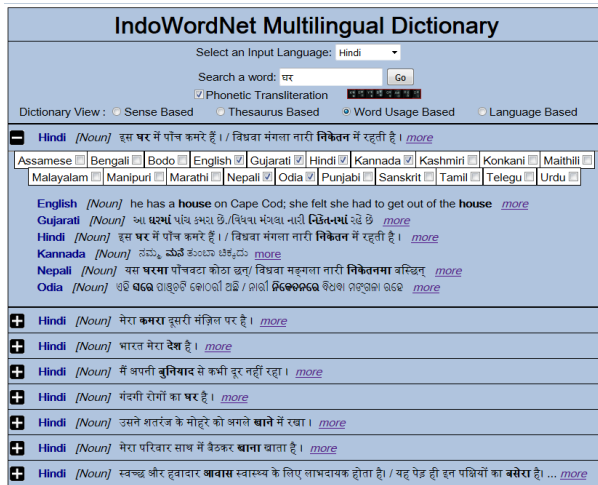 IndoWordNet Multilingual Dictionary
Select an Input Language: Hindi
Search a word: घर Go
Phonetic Transliteration
Dictionary View : Sense Based Thesaurus Based Word Usage Based Language Based
Hindi [Noun] इस घर में पाँच कमरे हैं। / विधवा मंगला नारी निकेतन में रहती है। more
Assamese Bengali Bodo English Gujarati Hindi Kannada Kashmiri Konkani Maithili
Malayalam Manipuri Marathi Nepali Odia Punjabi Sanskrit Tamil Telegu Urdu
English [Noun] he has a house on Cape Cod; she felt she had to get out of the house more
Gujarati [Noun] આ ઘરમાં પાંચ કમરા છે./વિધવા મંગલા નારી નિકેતનમાં રહે છે more
Hindi [Noun] इस घर में पाँच कमरे हैं। / विधवा मंगला नारी निकेतन में रहती है। more
Kannada [Noun] ನಮ್ಮ ಮನೆ ತುಂಬಾ ಚಿಕ್ಕದು more
Nepali [Noun] यस घरमा पाँचवटा कोठा छन्/ विधवा मङ्गला नारी निकेतनमा बस्छिन् more
Odia [Noun] ଏହି ଘରେ ପାଞ୍ଚଟି କୋଠରୀ ଅଛି / ନାରୀ ନିକେତନରେ ବିଧବା ମଙ୍ଗଳା ରହେ more
Hindi [Noun] मेरा कमरा दूसरी मंज़िल पर है। more
Hindi [Noun] भारत मेरा देश है। more
Hindi [Noun] मैं अपनी बुनियाद से कभी दूर नहीं रहा। more
Hindi [Noun] गंदगी रोगों का घर है। more
Hindi [Noun] उसने शतरंज के मोहरे को अगले खाने में रखा। more
Hindi [Noun] मेरा परिवार साथ में बैठकर खाना खाता है। more
Hindi [Noun] स्वच्छ और हवादार आवास स्वास्थ्य के लिए लाभदायक होता है। / यह पेड़ ही इन पक्षियों का बसेरा है। ... more